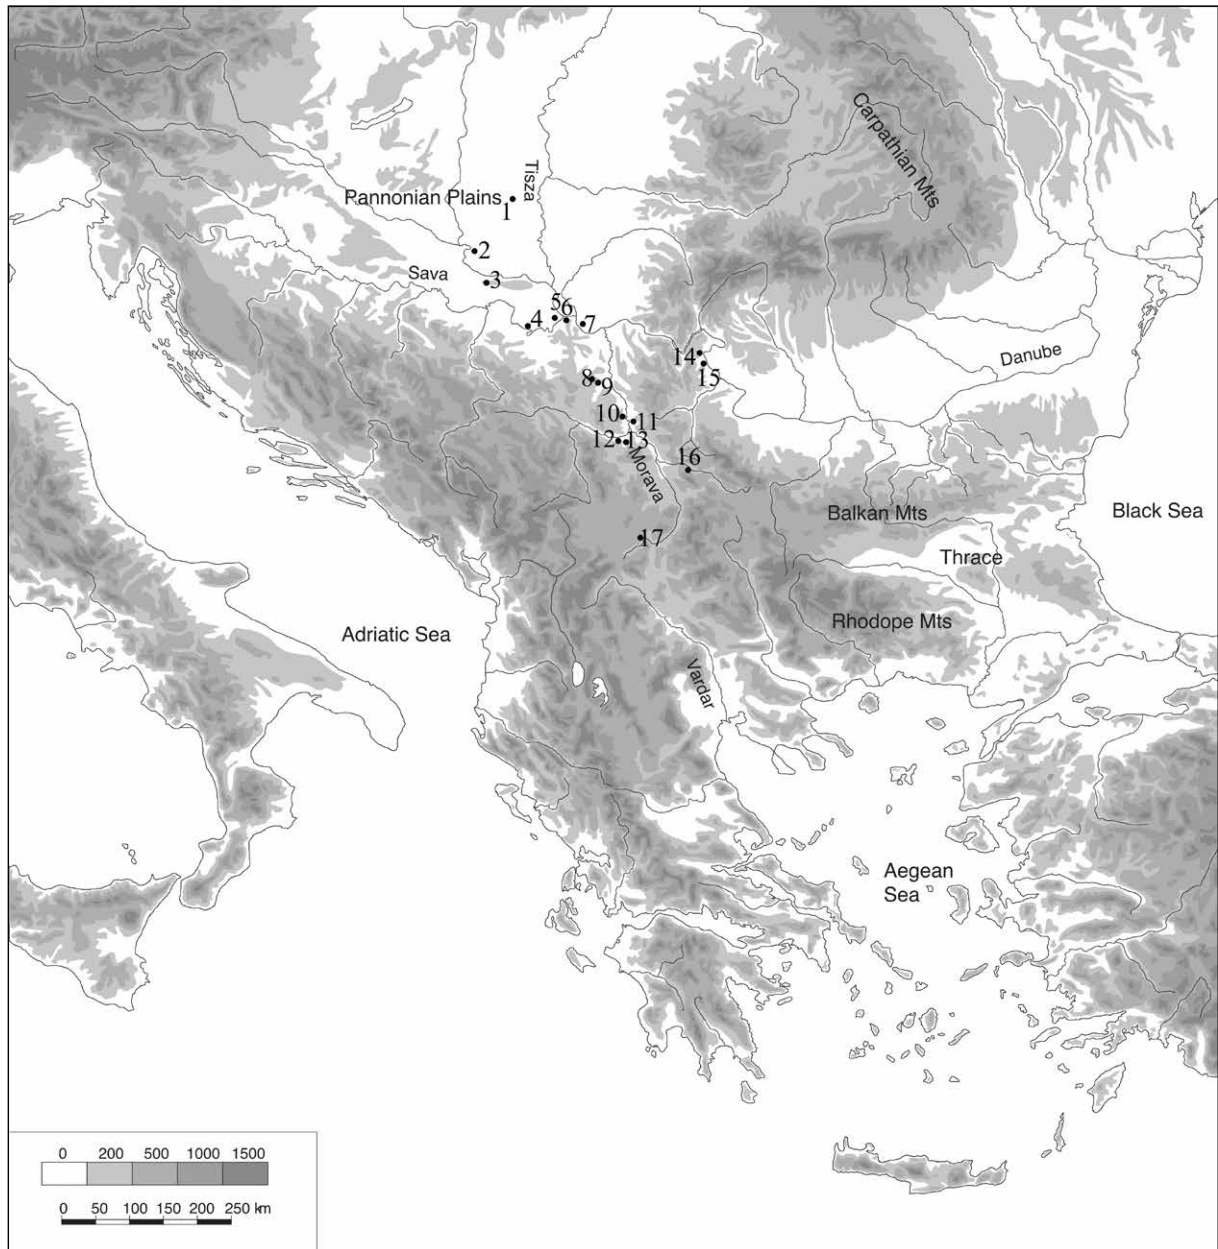 Carpathian Mts
Tisza
Pannonian Plains
1
2
Sava
3
5
6
4
7
14
Danube
15
8
9
10
11
12
13
Morava
16
Balkan Mts
Black Sea
17
Thrace
Rhodope Mts
Adriatic Sea
Vardar
Aegean
Sea
0 200 500 1000 1500
0 50 100 150 200 250 km